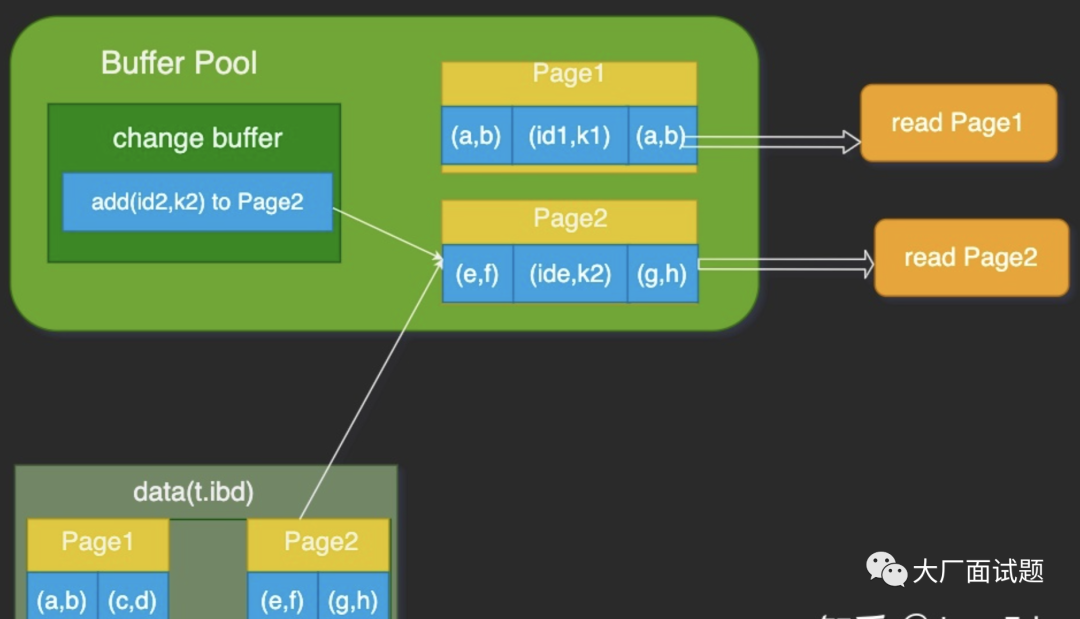 Buffer Pool
change buffer
add(id2,k2) to Page2
Page1
(a,b) (id1,k1) (a,b)
Page2
(e,f) (ide,k2) (g,h)
read Page1
read Page2
data(t.ibd)
Page1 Page2
(a,b) (c,d) (e,f) (g,h)
大厂面试题